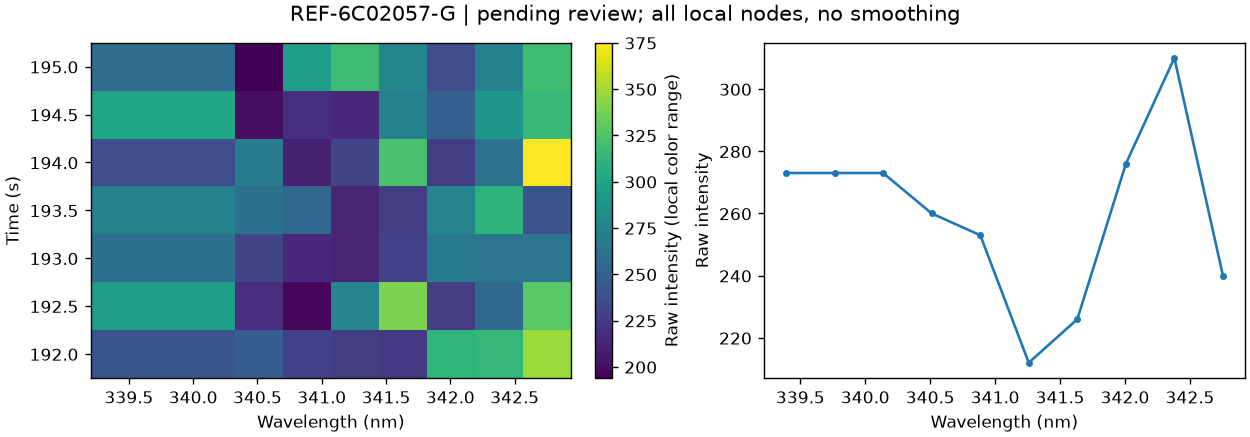 REF-6C02057-G | pending review; all local nodes, no smoothing
Time (s)
195.0
194.5
194.0
193.5
193.0
192.5
192.0
339.5 340.0 340.5 341.0 341.5 342.0 342.5
Wavelength (nm)
375
350
325
300
275
250
225
200
Raw intensity (local color range)
Raw intensity
300
280
260
240
220
339.5 340.0 340.5 341.0 341.5 342.0 342.5
Wavelength (nm)